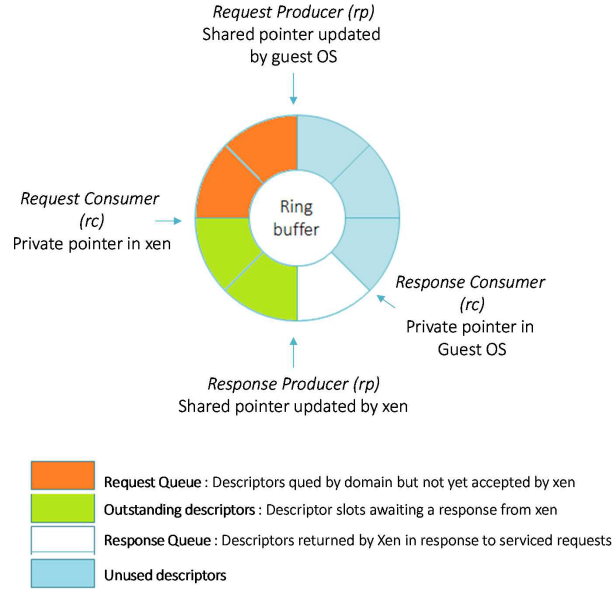 Request Producer (rp)
Shared pointer updated
by guest OS
Request Consumer
(rc)
Private pointer in xen
Ring
buffer
Response Consumer
(rc)
Private pointer in
Guest OS
Response Producer (rp)
Shared pointer updated by xen
Request Queue : Descriptors qued by domain but not yet accepted by xen
Outstanding descriptors : Descriptor slots awaiting a response from xen
Response Queue : Descriptors returned by Xen in response to serviced requests
Unused descriptors